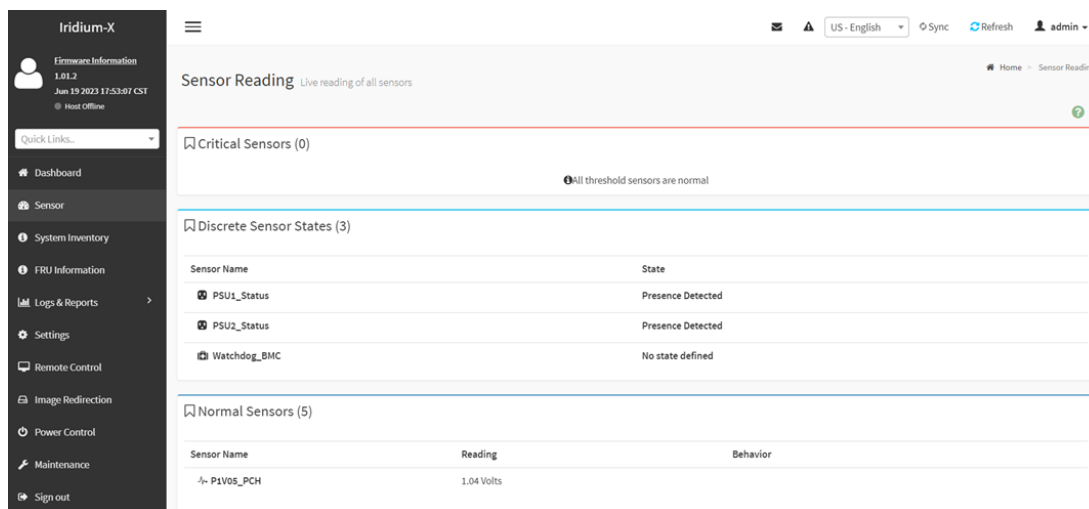 Iridium-X
Firmware Information
1.01.2
Jun 19 2023 17:53:07 CST
Host Offline
Quick Links..
Dashboard
Sensor
System Inventory
FRU Information
Logs & Reports
Settings
Remote Control
Image Redirection
Power Control
Maintenance
Sign out
US - English
Sync
Refresh
admin
Sensor Reading Live reading of all sensors
Home > Sensor Readin
Critical Sensors (0)
All threshold sensors are normal
Discrete Sensor States (3)
Sensor Name State
PSU1_Status Presence Detected
PSU2_Status Presence Detected
Watchdog_BMC No state defined
Normal Sensors (5)
Sensor Name Reading Behavior
P1V05_PCH 1.04 Volts